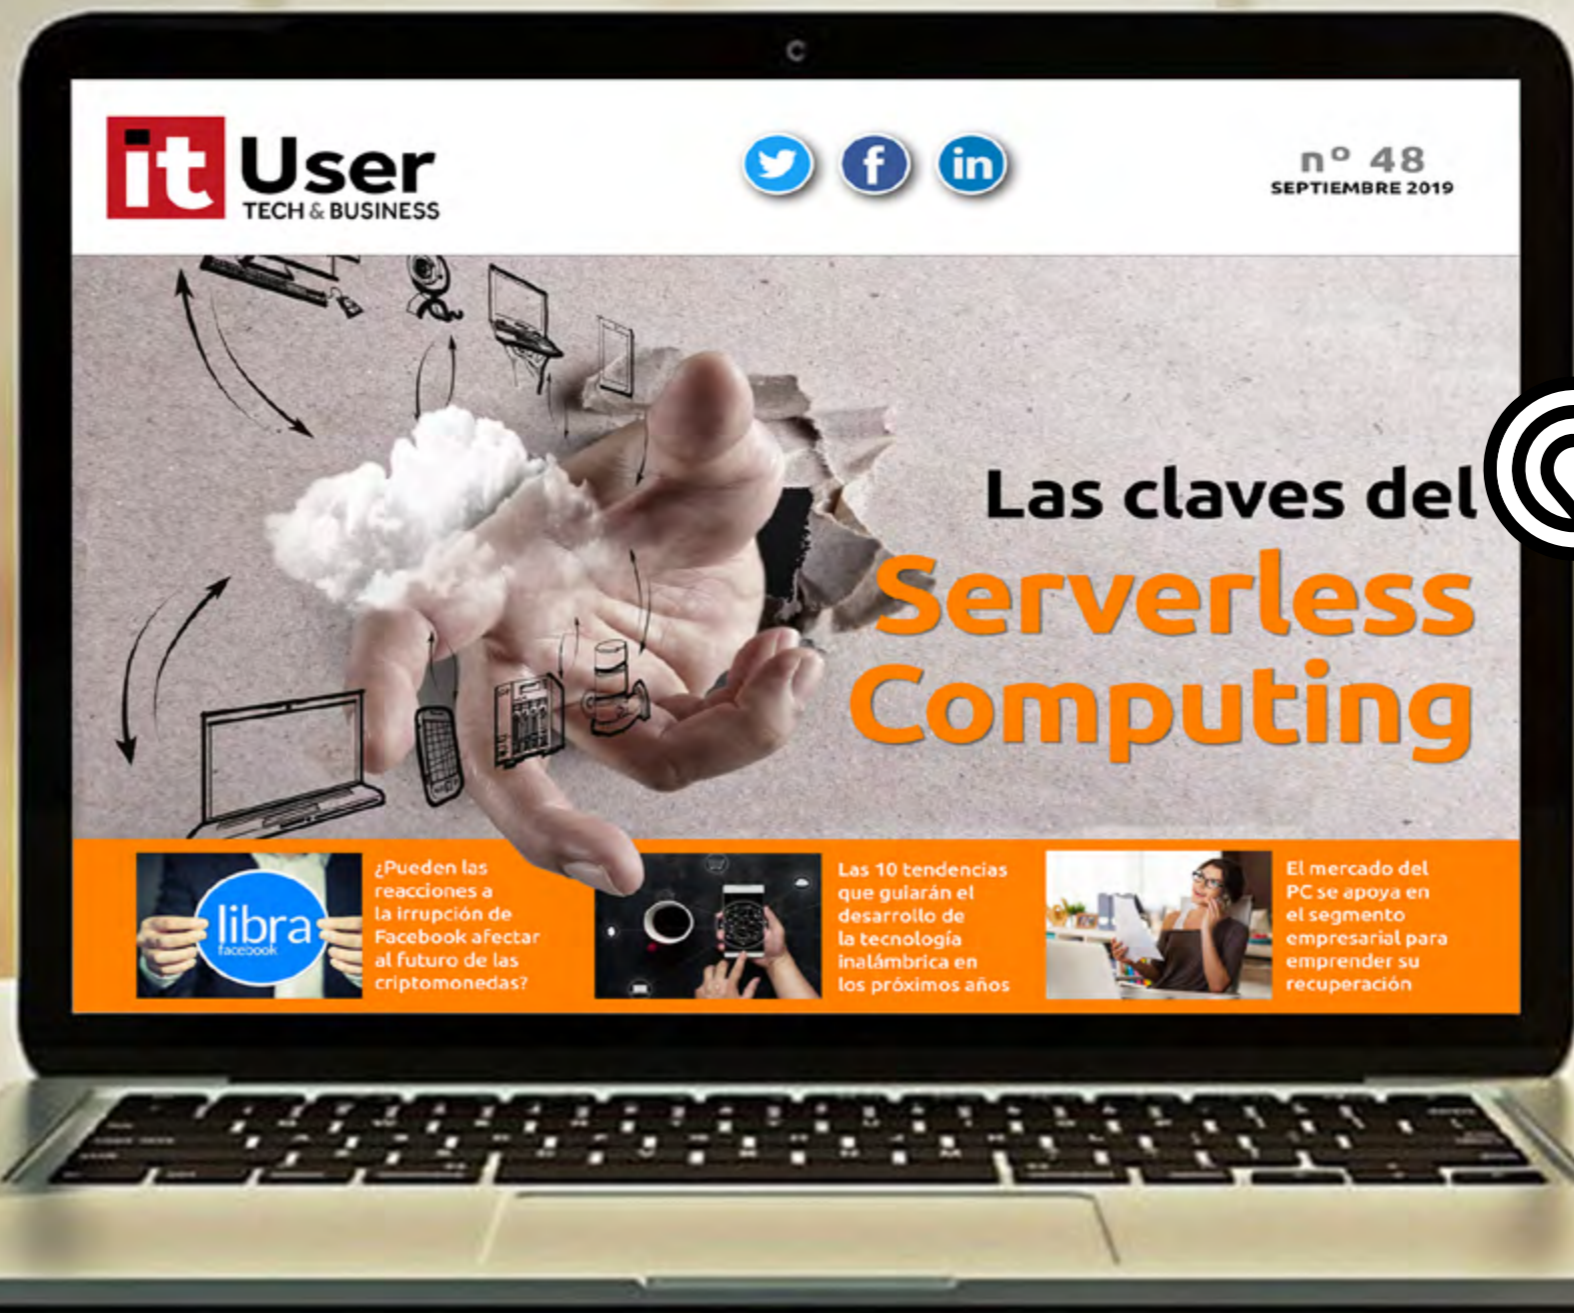 it User
TECH & BUSINESS
nº 48
SEPTIEMBRE 2019
Las claves del
Serverless
Computing
libra
facebook
¿Pueden las
reacciones a
la irrupción de
Facebook afectar
al futuro de las
criptomonedas?
Las 10 tendencias
que guiarán el
desarrollo de
la tecnología
inalámbrica en
los próximos años
El mercado del
PC se apoya en
el segmento
empresarial para
emprender su
recuperación